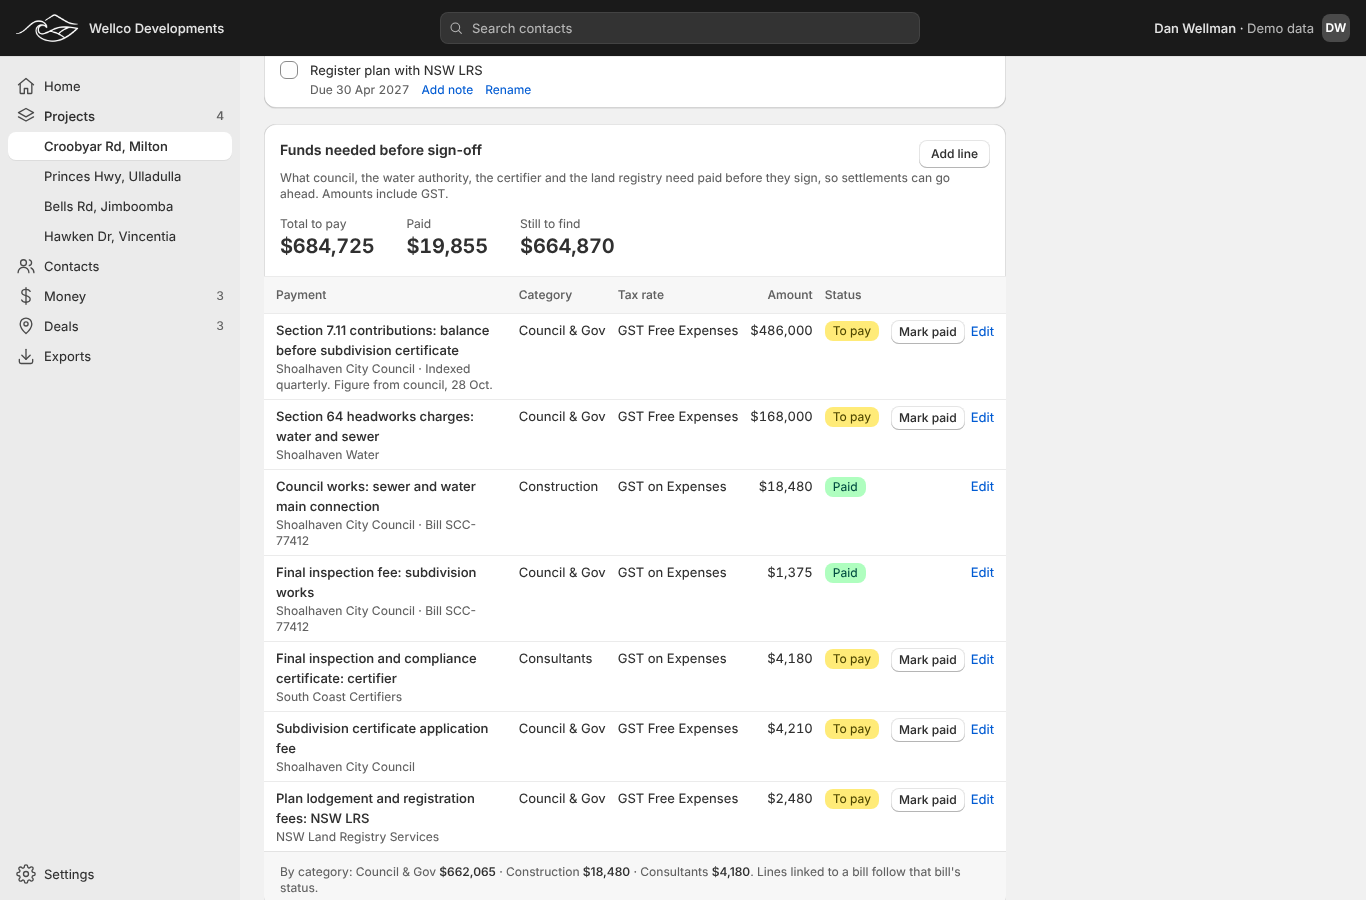 Wellco Developments
Search contacts
Dan Wellman · Demo data
DW
Home
Projects 4
Croobyar Rd, Milton
Princes Hwy, Ulladulla
Bells Rd, Jimboomba
Hawken Dr, Vincentia
Contacts
Money 3
Deals 3
Exports
Settings
Register plan with NSW LRS
Due 30 Apr 2027 Add note Rename
Funds needed before sign-off
Add line
What council, the water authority, the certifier and the land registry need paid before they sign, so settlements can go
ahead. Amounts include GST.
Total to pay Paid Still to find
$684,725 $19,855 $664,870
Payment Category Tax rate Amount Status
Section 7.11 contributions: balance Council & Gov GST Free Expenses $486,000 To pay Mark paid Edit
before subdivision certificate
Shoalhaven City Council · Indexed
quarterly. Figure from council, 28 Oct.
Section 64 headworks charges: Council & Gov GST Free Expenses $168,000 To pay Mark paid Edit
water and sewer
Shoalhaven Water
Council works: sewer and water Construction GST on Expenses $18,480 Paid Edit
main connection
Shoalhaven City Council · Bill SCC-
77412
Final inspection fee: subdivision Council & Gov GST on Expenses $1,375 Paid Edit
works
Shoalhaven City Council · Bill SCC-
77412
Final inspection and compliance Consultants GST on Expenses $4,180 To pay Mark paid Edit
certificate: certifier
South Coast Certifiers
Subdivision certificate application Council & Gov GST Free Expenses $4,210 To pay Mark paid Edit
fee
Shoalhaven City Council
Plan lodgement and registration Council & Gov GST Free Expenses $2,480 To pay Mark paid Edit
fees: NSW LRS
NSW Land Registry Services
By category: Council & Gov $662,065 · Construction $18,480 · Consultants $4,180. Lines linked to a bill follow that bill's
status.